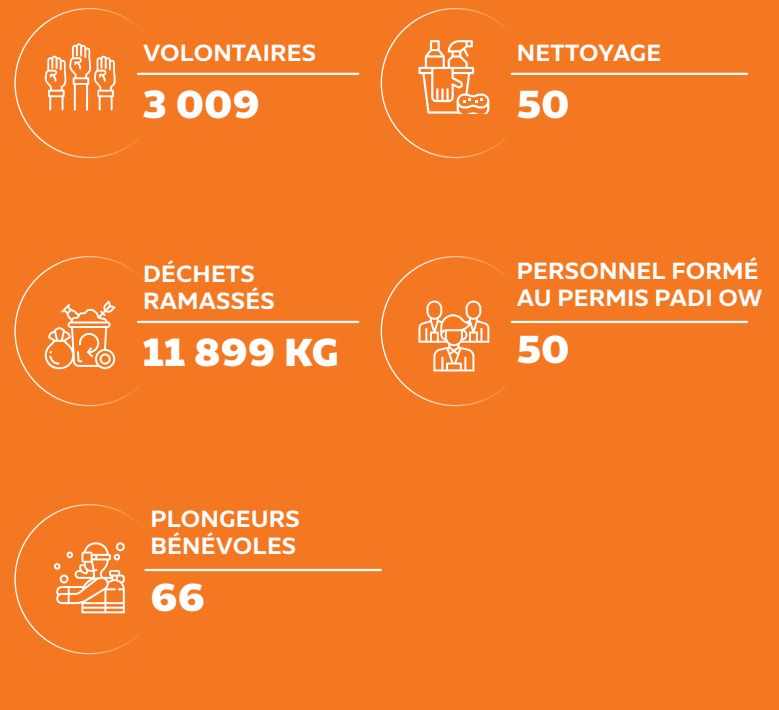 VOLONTAIRES
3 009
NETTOYAGE
50
DÉCHETS
RAMASSÉS
11 899 KG
PERSONNEL FORMÉ
AU PERMIS PADI OW
50
PLONGEURS
BÉNÉVOLES
66